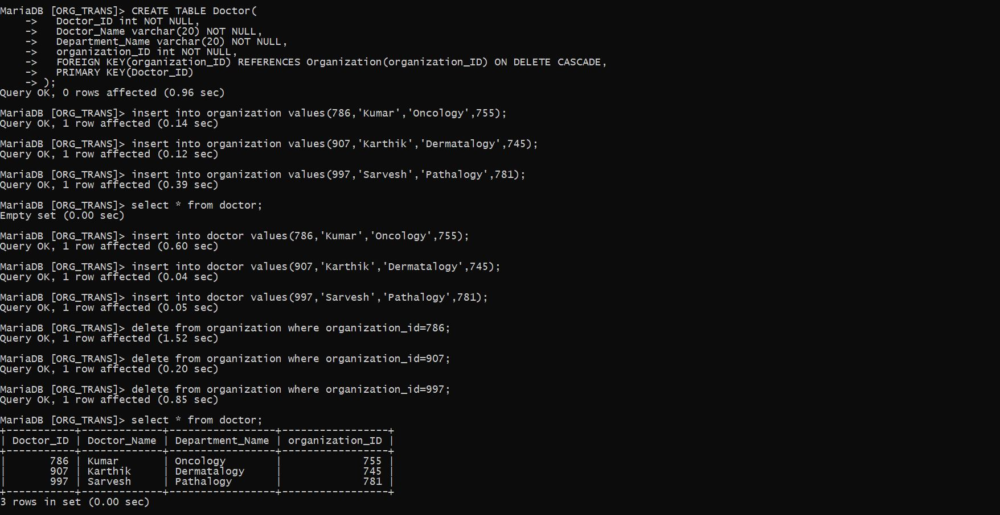 MariaDB [ORG_TRANS]> CREATE TABLE Doctor(
    ->   Doctor_ID int NOT NULL,
    ->   Doctor_Name varchar(20) NOT NULL,
    ->   Department_Name varchar(20) NOT NULL,
    ->   organization_ID int NOT NULL,
    ->   FOREIGN KEY(organization_ID) REFERENCES Organization(organization_ID) ON DELETE CASCADE,
    ->   PRIMARY KEY(Doctor_ID)
    -> );
Query OK, 0 rows affected (0.96 sec)

MariaDB [ORG_TRANS]> insert into organization values(786,'Kumar','Oncology',755);
Query OK, 1 row affected (0.14 sec)

MariaDB [ORG_TRANS]> insert into organization values(907,'Karthik','Dermatalogy',745);
Query OK, 1 row affected (0.12 sec)

MariaDB [ORG_TRANS]> insert into organization values(997,'Sarvesh','Pathalogy',781);
Query OK, 1 row affected (0.39 sec)

MariaDB [ORG_TRANS]> select * from doctor;
Empty set (0.00 sec)

MariaDB [ORG_TRANS]> insert into doctor values(786,'Kumar','Oncology',755);
Query OK, 1 row affected (0.60 sec)

MariaDB [ORG_TRANS]> insert into doctor values(907,'Karthik','Dermatalogy',745);
Query OK, 1 row affected (0.04 sec)

MariaDB [ORG_TRANS]> insert into doctor values(997,'Sarvesh','Pathalogy',781);
Query OK, 1 row affected (0.05 sec)

MariaDB [ORG_TRANS]> delete from organization where organization_id=786;
Query OK, 1 row affected (1.52 sec)

MariaDB [ORG_TRANS]> delete from organization where organization_id=907;
Query OK, 1 row affected (0.20 sec)

MariaDB [ORG_TRANS]> delete from organization where organization_id=997;
Query OK, 1 row affected (0.85 sec)

MariaDB [ORG_TRANS]> select * from doctor;
+-----------+-------------+-----------------+-----------------+
| Doctor_ID | Doctor_Name | Department_Name | organization_ID |
+-----------+-------------+-----------------+-----------------+
|       786 | Kumar       | Oncology        |             755 |
|       907 | Karthik     | Dermatalogy     |             745 |
|       997 | Sarvesh     | Pathalogy       |             781 |
+-----------+-------------+-----------------+-----------------+
3 rows in set (0.00 sec)